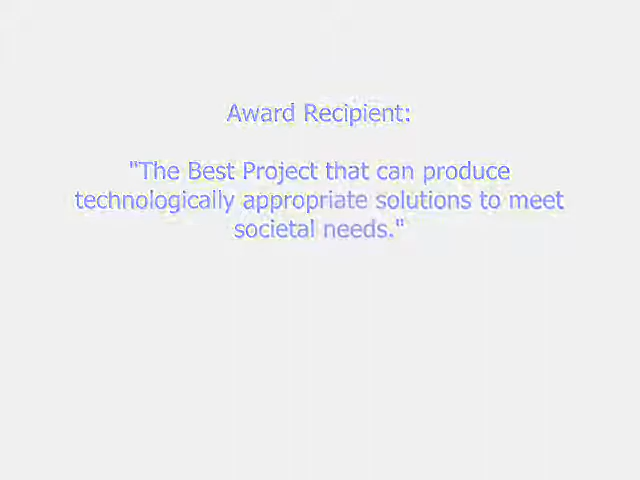 Award Recipient:
"The Best Project that can produce
technologically appropriate solutions to meet
societal needs."